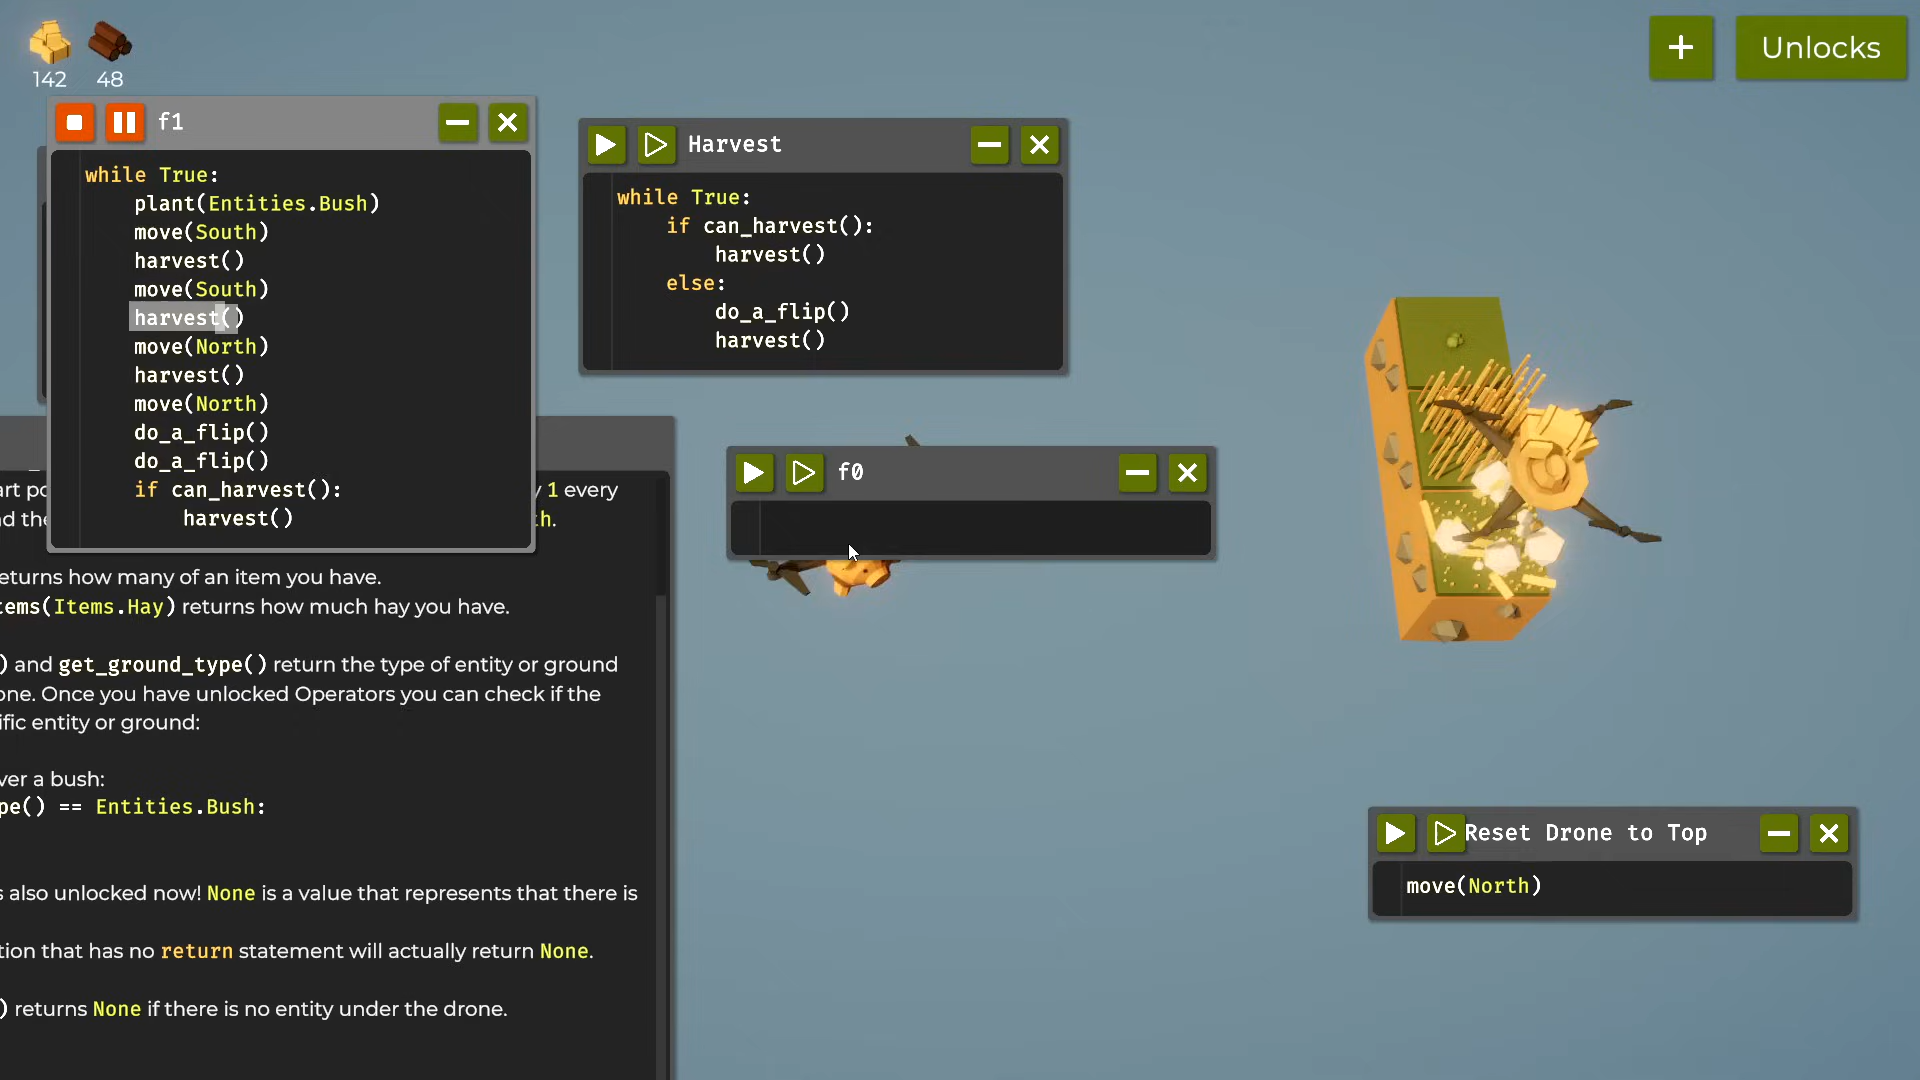 142 48
+ Unlocks
f1
while True:
plant(Entities.Bush)
move(South)
harvest()
move(South)
harvest()
move(North)
harvest()
move(North)
do_a_flip()
do_a_flip()
if can_harvest():
harvest()
Harvest
while True:
if can_harvest():
harvest()
else:
do_a_flip()
harvest()
f0
1 every
eturns how many of an item you have.
tems(Items.Hay) returns how much hay you have.
) and get_ground_type() return the type of entity or ground
one. Once you have unlocked Operators you can check if the
ific entity or ground:
ver a bush:
pe() == Entities.Bush:
s also unlocked now! None is a value that represents that there is
tion that has no return statement will actually return None.
) returns None if there is no entity under the drone.
Reset Drone to Top
move(North)